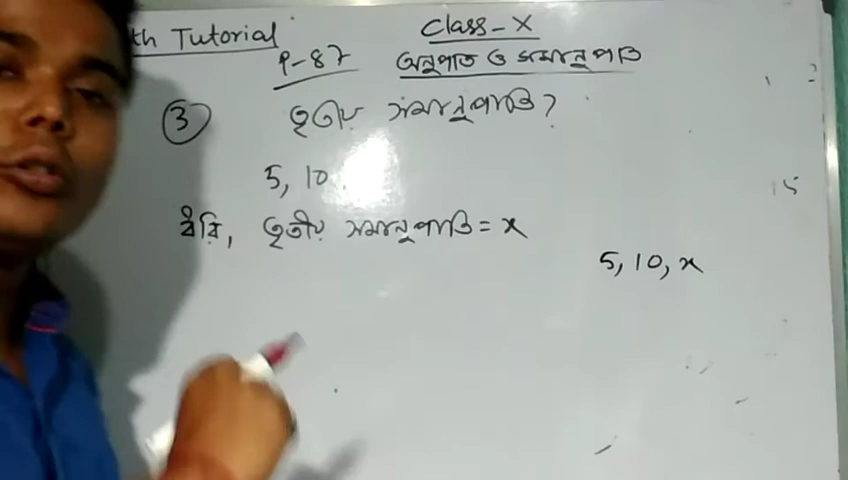 th Tutorial
Class-X
P-87 অনুপাত ও সমানুপাত
3 তৃতীয় সমানুপাতি?
5, 10
ধরি, তৃতীয় সমানুপাতি = x
5, 10, x